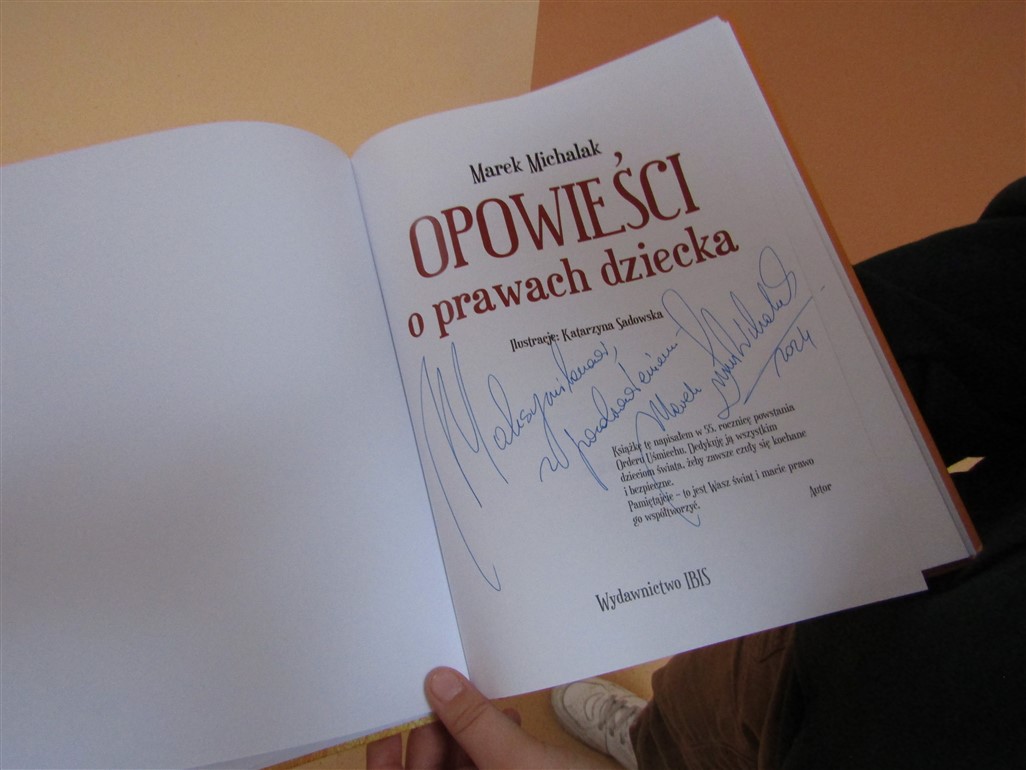 Marek Michalak
OPOWIEŚCI
o prawach dziecka
Ilustracje: Katarzyna Sadowska
z pozdrowieniami
Marek Michalak
2024
Książkę tę napisałem w 55. rocznicę powstania
Orderu Uśmiechu. Dedykuję ją wszystkim
dzieciom świata, żeby zawsze czuły się kochane
i bezpieczne.
Pamiętajcie – to jest Wasz świat i macie prawo
go współtworzyć.
Autor
Wydawnictwo IBIS